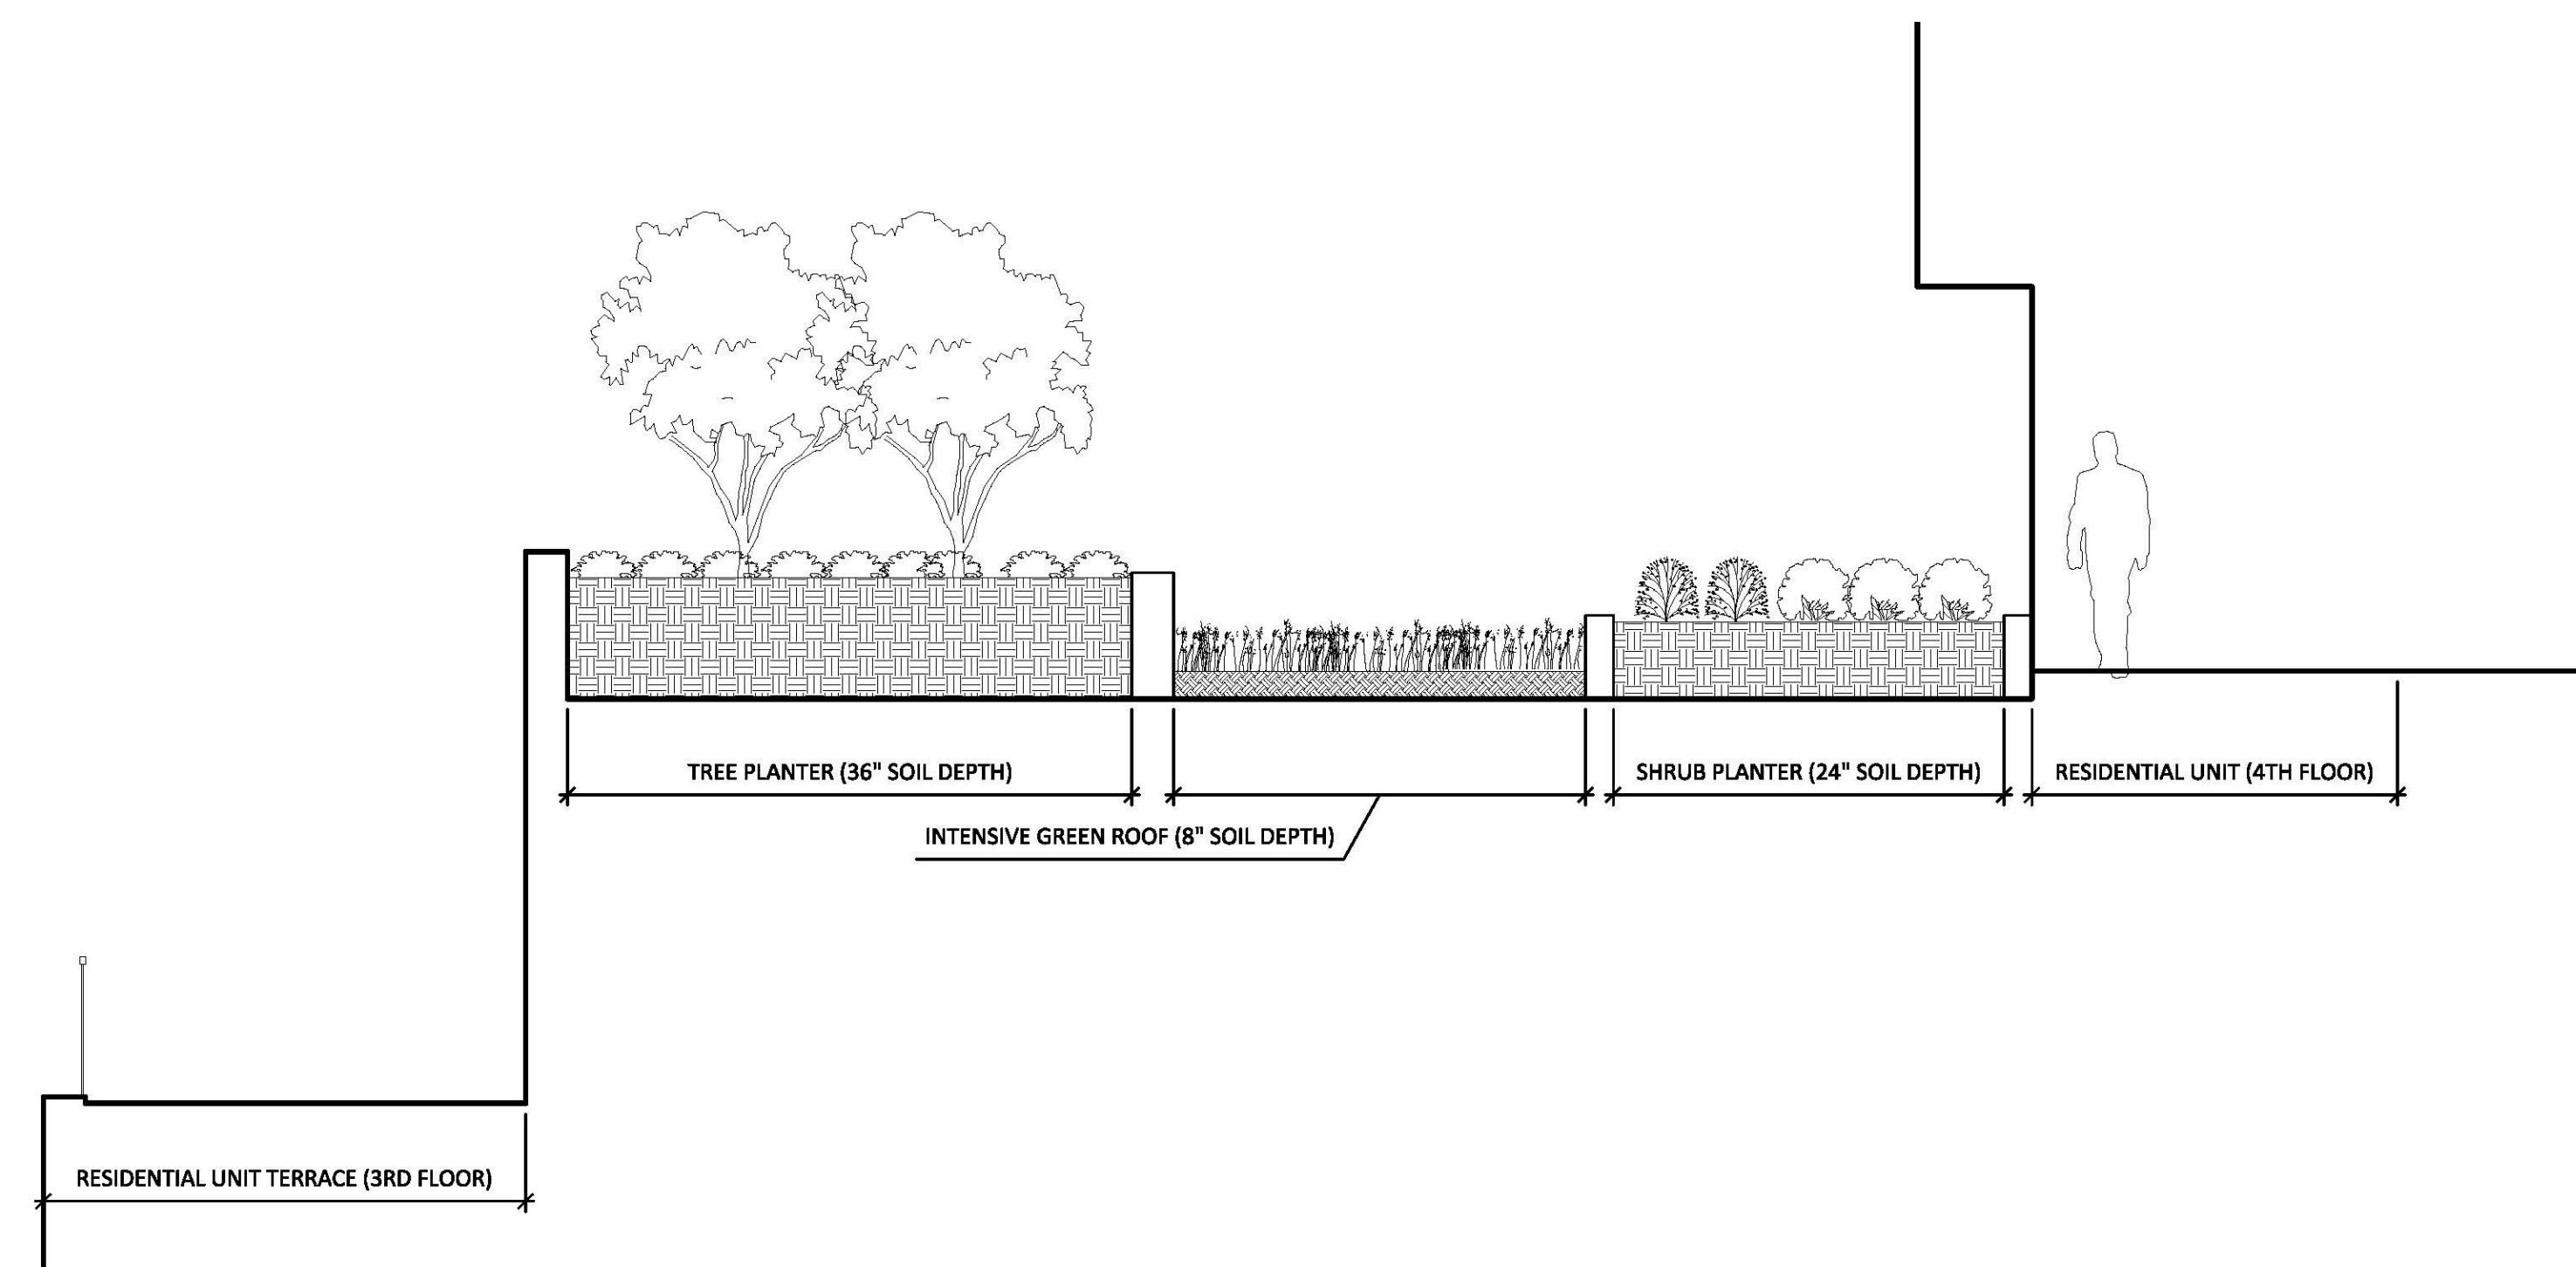 TREE PLANTER (36" SOIL DEPTH)
SHRUB PLANTER (24" SOIL DEPTH)
RESIDENTIAL UNIT (4TH FLOOR)
INTENSIVE GREEN ROOF (8" SOIL DEPTH)
RESIDENTIAL UNIT TERRACE (3RD FLOOR)